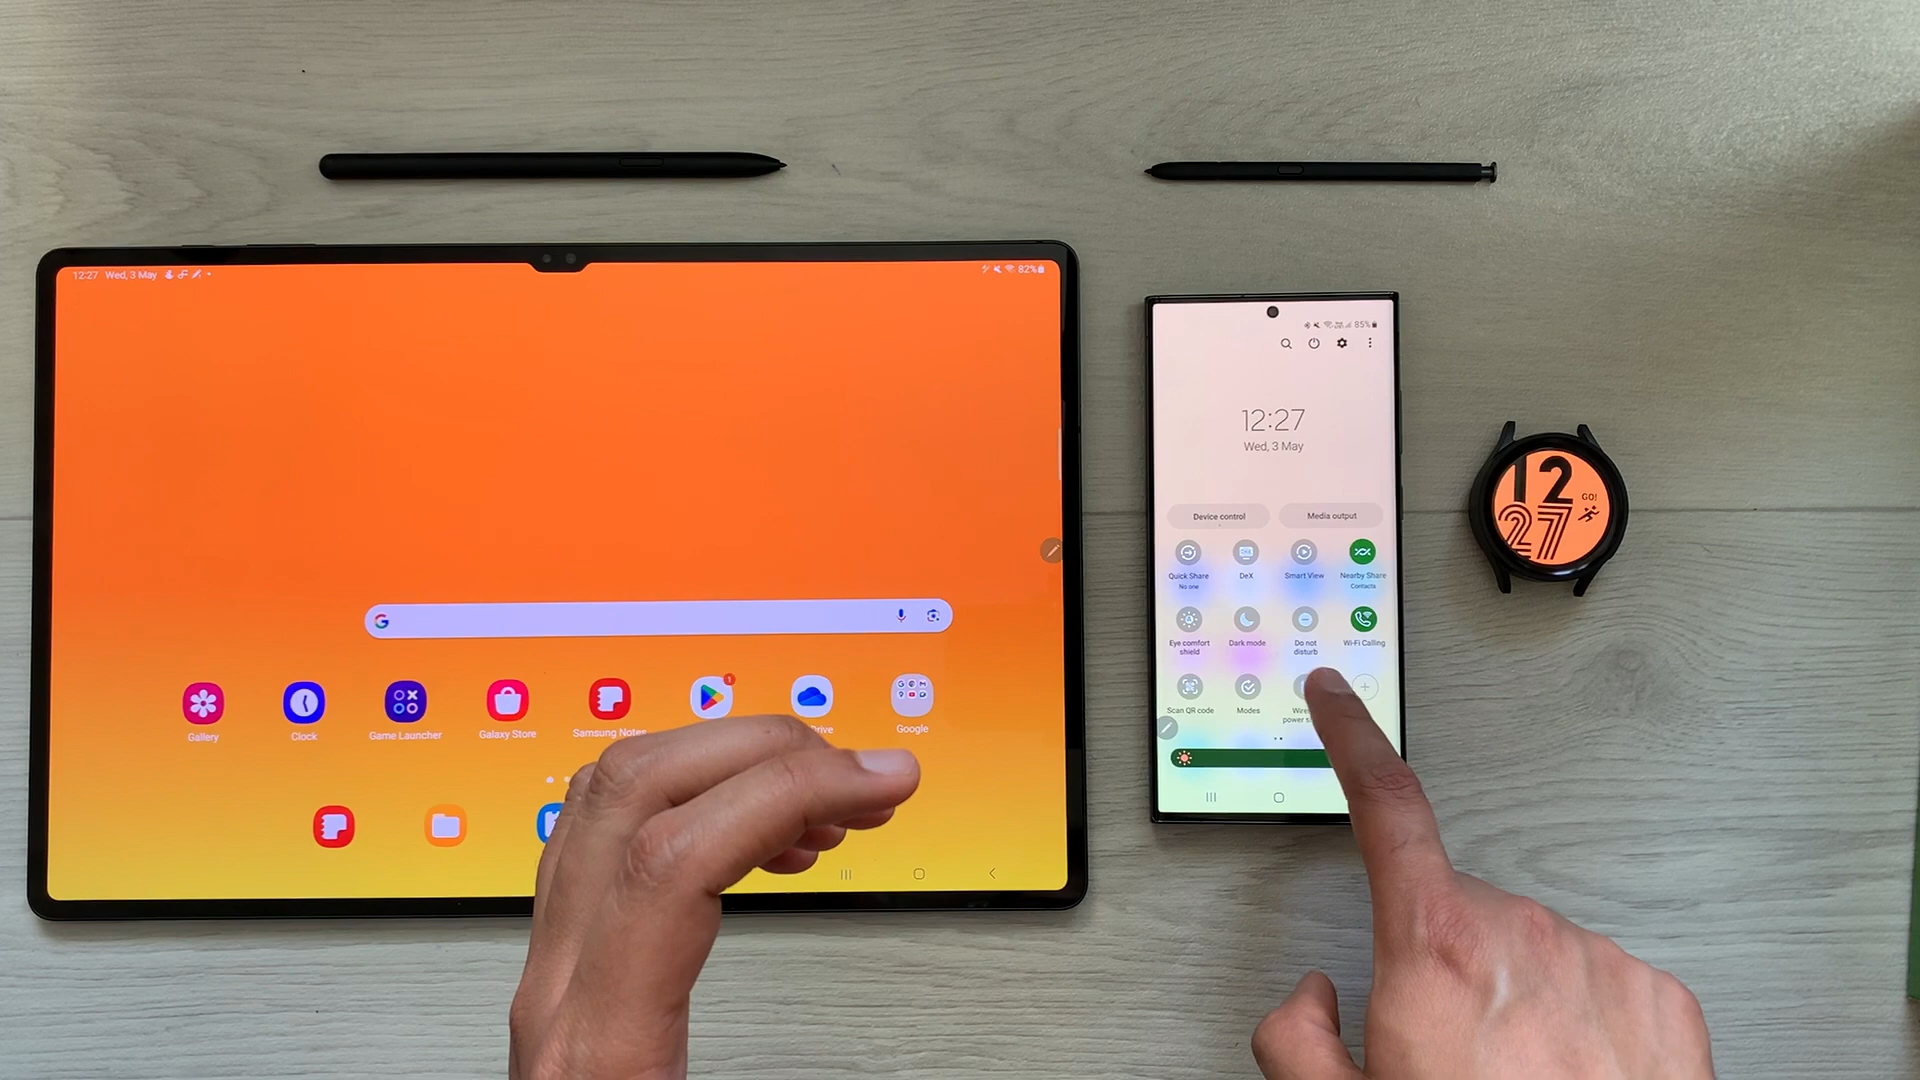 12:27 Wed, 3 May
82%
Gallery
Clock
Game Launcher
Galaxy Store
Samsung Notes
1
Google
85%
12:27
Wed, 3 May
Device control
Media output
Quick Share
No one
DeX
Smart View
Nearby Share
Contacts
Eye comfort
shield
Dark mode
Do not
disturb
Wi-Fi Calling
Scan QR code
Modes
power
12
GO!
27